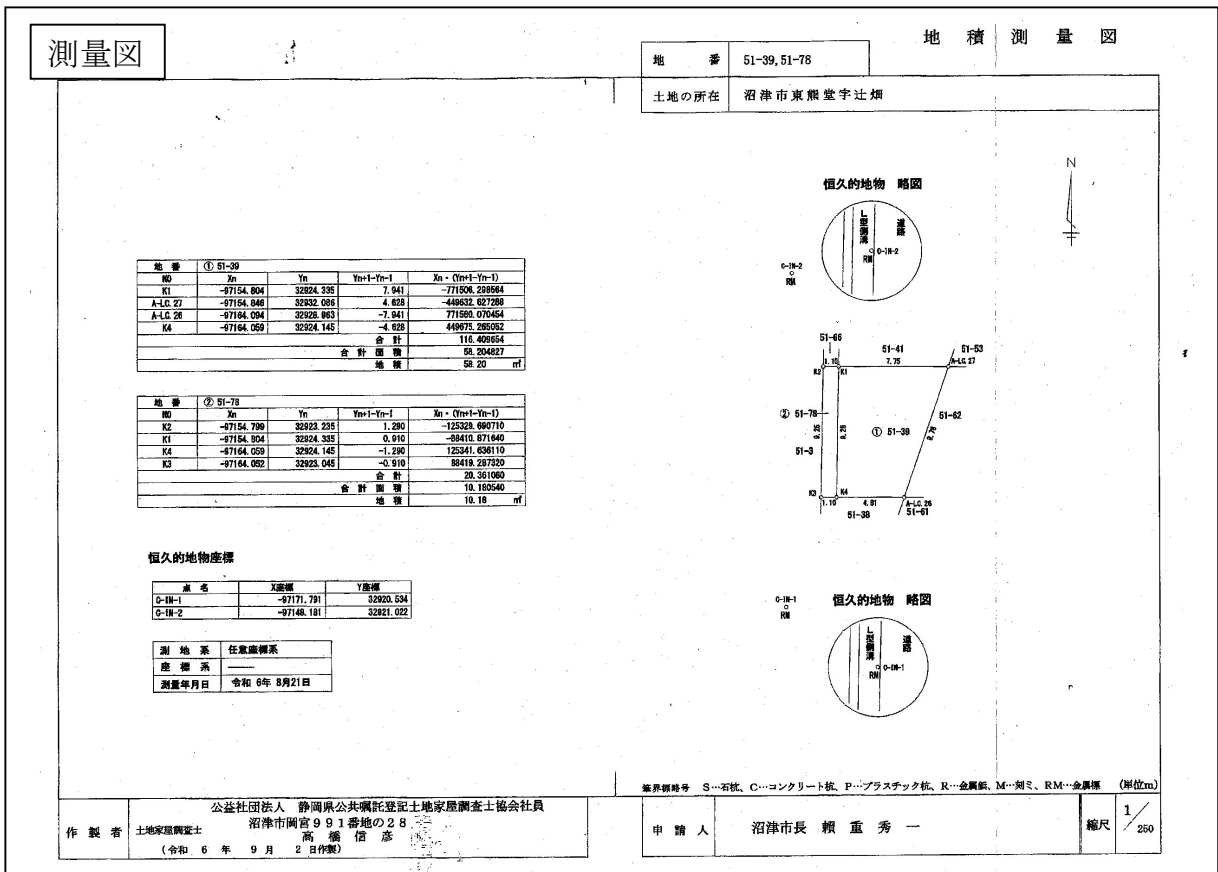 測量図
地積測量図
地番 51-39,51-78
土地の所在 沼津市東熊堂字辻畑
地番 ① 51-39
NO Xn Yn Yn+1-Yn-1 Xn・(Yn+1-Yn-1)
K1 -97154.804 32924.335 7.941 -771506.298564
A-LC.27 -97154.846 32932.086 4.628 -449632.627288
A-LC.26 -97164.094 32928.963 -7.941 771580.070454
K4 -97164.059 32924.145 -4.628 449675.265052
合計 116.409654
合計面積 58.204827
地積 58.20 ㎡
地番 ② 51-78
NO Xn Yn Yn+1-Yn-1 Xn・(Yn+1-Yn-1)
K2 -97154.799 32923.235 1.290 -125329.690710
K1 -97154.804 32924.335 0.910 -88410.871640
K4 -97164.059 32924.145 -1.290 125341.636110
K3 -97164.052 32923.045 -0.910 88419.287320
合計 20.361080
合計面積 10.180540
地積 10.18 ㎡
恒久的地物座標
点名 X座標 Y座標
C-IN-1 -97171.791 32920.534
C-IN-2 -97148.181 32921.022
測地系 任意座標系
座標系 ——
測量年月日 令和 6年 8月21日
N
恒久的地物 略図
L型側溝
道路
C-IN-2
RM
C-IN-2
RM
51-66
51-41
51-53
1.10
7.75
K2
K1
A-LC.27
② 51-78
51-62
9.25
9.26
① 51-39
9.76
51-3
K3
K4
A-LC.26
1.10
4.81
51-38
51-61
C-IN-1
RM
恒久的地物 略図
L型側溝
道路
C-IN-1
RM
筆界標略号 S…石杭、C…コンクリート杭、P…プラスチック杭、R…金属鋲、M…刻ミ、RM…金属標 (単位m)
作製者
公益社団法人 静岡県公共嘱託登記土地家屋調査士協会社員
沼津市岡宮991番地の28
土地家屋調査士 高橋信彦
(令和 6 年 9 月 2 日作製)
申請人 沼津市長 頼重秀一
縮尺 1/250